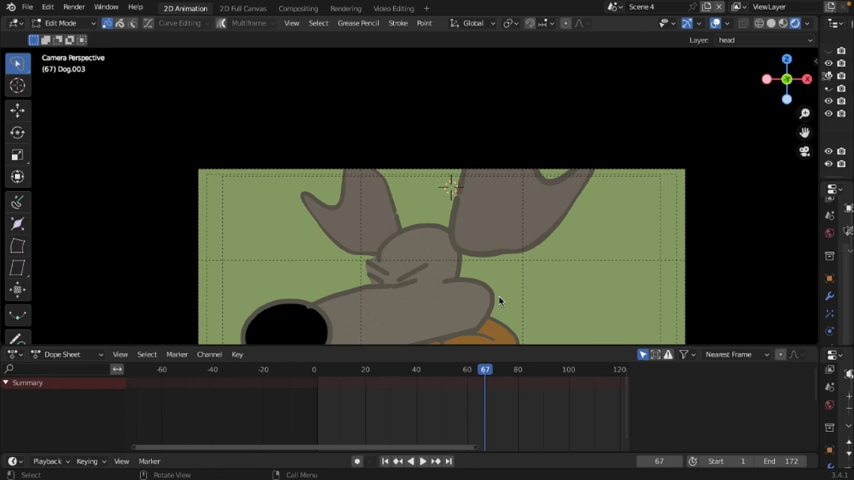 File Edit Render Window Help 2D Animation 2D Full Canvas Compositing Rendering Video Editing + Scene 4 ViewLayer
Edit Mode View Select Grease Pencil Stroke Point Global
Curve Editing Multiframe
Layer: head
Camera Perspective
(67) Dog.003
Z
X
Y
Dope Sheet View Select Marker Channel Key Nearest Frame
-60 -40 -20 0 20 40 60 67 80 100 120
Summary
Playback Keying View Marker 67 Start 1 End 172
Select Rotate View Call Menu 3.4.1